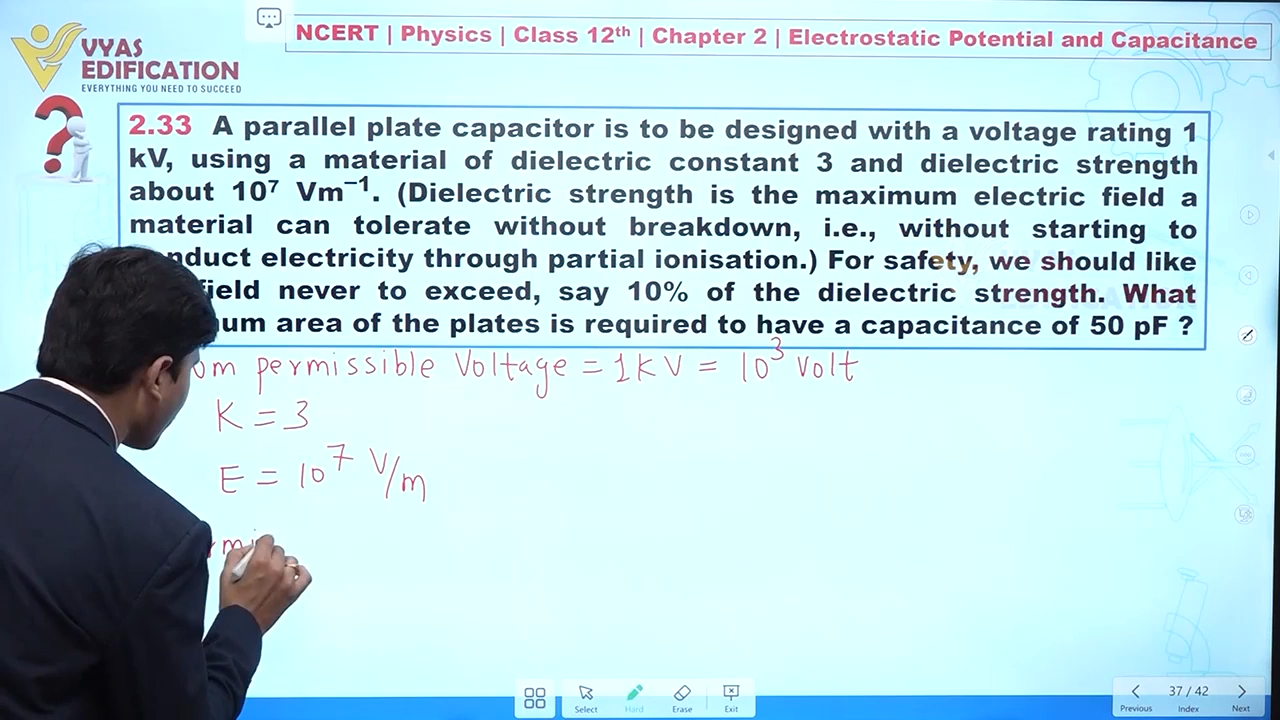 NCERT | Physics | Class 12th | Chapter 2 | Electrostatic Potential and Capacitance
VYAS
EDIFICATION
EVERYTHING YOU NEED TO SUCCEED
2.33 A parallel plate capacitor is to be designed with a voltage rating 1
kV, using a material of dielectric constant 3 and dielectric strength
about 10⁷ Vm⁻¹. (Dielectric strength is the maximum electric field a
material can tolerate without breakdown, i.e., without starting to
electricity through partial ionisation.) For safety, we should like
field never to exceed, say 10% of the dielectric strength. What
area of the plates is required to have a capacitance of 50 pF ?
permissible Voltage = 1KV = 10³ Volt
K = 3
E = 10⁷ V/m
Select
Hard
Erase
Exit
37 / 42
Previous
Index
Next